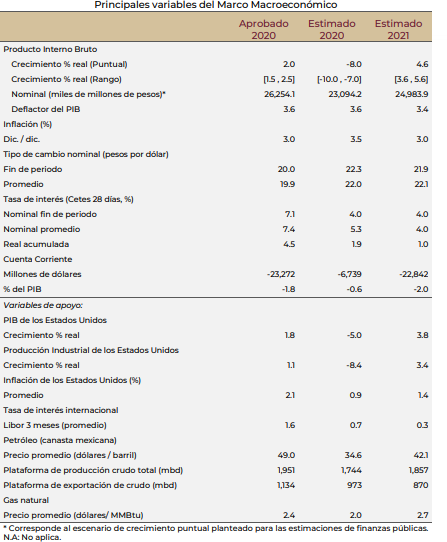 Principales variables del Marco Macroeconómico
Aprobado Estimado Estimado
2020 2020 2021
Producto Interno Bruto
Crecimiento % real (Puntual) 2.0 -8.0 4.6
Crecimiento % real (Rango) [1.5 , 2.5] [-10.0 , -7.0] [3.6 , 5.6]
Nominal (miles de millones de pesos)* 26,254.1 23,094.2 24,983.9
Deflactor del PIB 3.6 3.6 3.4
Inflación (%)
Dic. / dic. 3.0 3.5 3.0
Tipo de cambio nominal (pesos por dólar)
Fin de periodo 20.0 22.3 21.9
Promedio 19.9 22.0 22.1
Tasa de interés (Cetes 28 días, %)
Nominal fin de periodo 7.1 4.0 4.0
Nominal promedio 7.4 5.3 4.0
Real acumulada 4.5 1.9 1.0
Cuenta Corriente
Millones de dólares -23,272 -6,739 -22,842
% del PIB -1.8 -0.6 -2.0
Variables de apoyo:
PIB de los Estados Unidos
Crecimiento % real 1.8 -5.0 3.8
Producción Industrial de los Estados Unidos
Crecimiento % real 1.1 -8.4 3.4
Inflación de los Estados Unidos (%)
Promedio 2.1 0.9 1.4
Tasa de interés internacional
Libor 3 meses (promedio) 1.6 0.7 0.3
Petróleo (canasta mexicana)
Precio promedio (dólares / barril) 49.0 34.6 42.1
Plataforma de producción crudo total (mbd) 1,951 1,744 1,857
Plataforma de exportación de crudo (mbd) 1,134 973 870
Gas natural
Precio promedio (dólares/ MMBtu) 2.4 2.0 2.7
* Corresponde al escenario de crecimiento puntual planteado para las estimaciones de finanzas públicas.
N.A: No aplica.